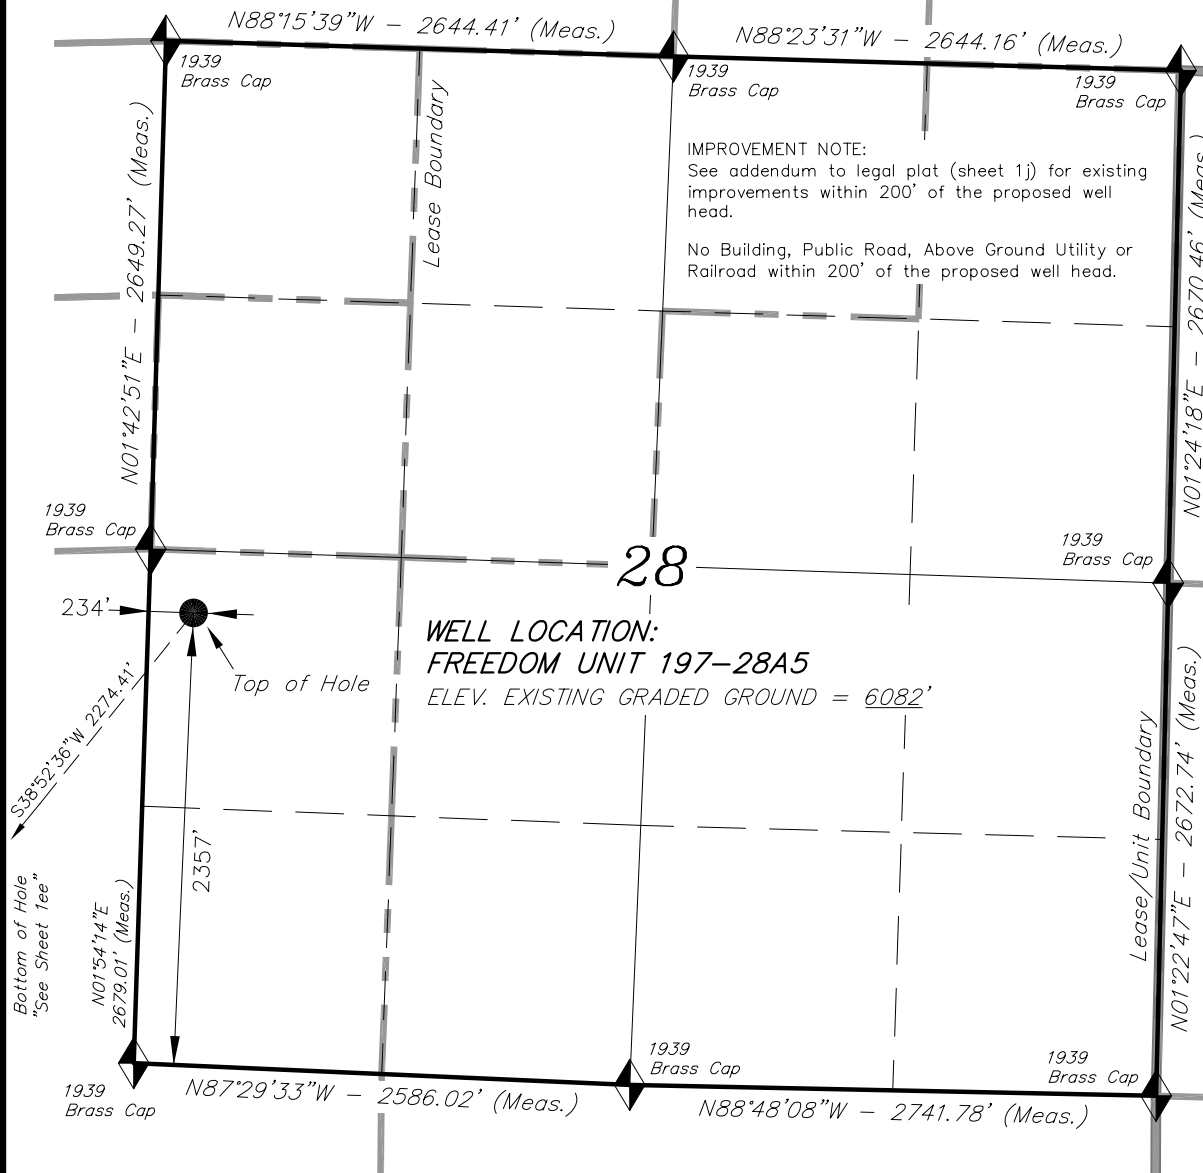 N88°15'39"W - 2644.41' (Meas.)
N88°23'31"W - 2644.16' (Meas.)
1939
Brass Cap
1939
Brass Cap
1939
Brass Cap
N01°42'51"E - 2649.27' (Meas.)
Lease Boundary
IMPROVEMENT NOTE:
See addendum to legal plat (sheet 1j) for existing
improvements within 200' of the proposed well
head.
No Building, Public Road, Above Ground Utility or
Railroad within 200' of the proposed well head.
N01°24'18"E - 2670.46' (Meas.)
1939
Brass Cap
28
1939
Brass Cap
234'
WELL LOCATION:
FREEDOM UNIT 197-28A5
ELEV. EXISTING GRADED GROUND = 6082'
Top of Hole
S38°52'36"W 2274.41'
2357'
Lease/Unit Boundary
N01°22'47"E - 2672.74' (Meas.)
Bottom of Hole
"See Sheet 1ee"
N01°54'14"E
2679.01' (Meas.)
1939
Brass Cap
N87°29'33"W - 2586.02' (Meas.)
1939
Brass Cap
N88°48'08"W - 2741.78' (Meas.)
1939
Brass Cap